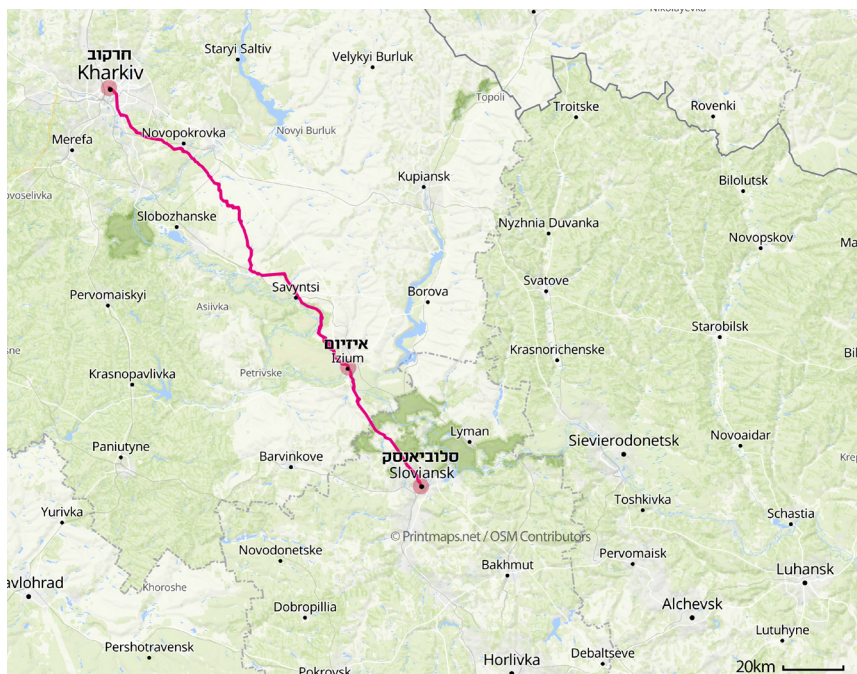 Nikolayevka
חרקוב
Kharkiv
Staryi Saltiv
Velykyi Burluk
Topoli
Troitske
Rovenki
Merefa
Novopokrovka
Novyi Burluk
Kupiansk
Bilolutsk
ovoselivka
Slobozhanske
Nyzhnia Duvanka
Novopskov
Ma
Pervomaiskyi
Asiivka
Savyntsi
Borova
Svatove
Starobilsk
ne
איזיום
Izium
Krasnorichenske
Bil
Krasnopavlivka
Petrivske
Paniutyne
Barvinkove
Lyman
Sievierodonetsk
Novoaidar
Krep
סלוביאנסק
Sloviansk
Yurivka
Toshkivka
Schastia
© Printmaps.net / OSM Contributors
Novodonetske
Bakhmut
Pervomaisk
Luhansk
avlohrad
Khoroshe
Dobropillia
Alchevsk
Lutuhyne
Pershotravensk
Pokrovsk
Horlivka
Debaltseve
20km